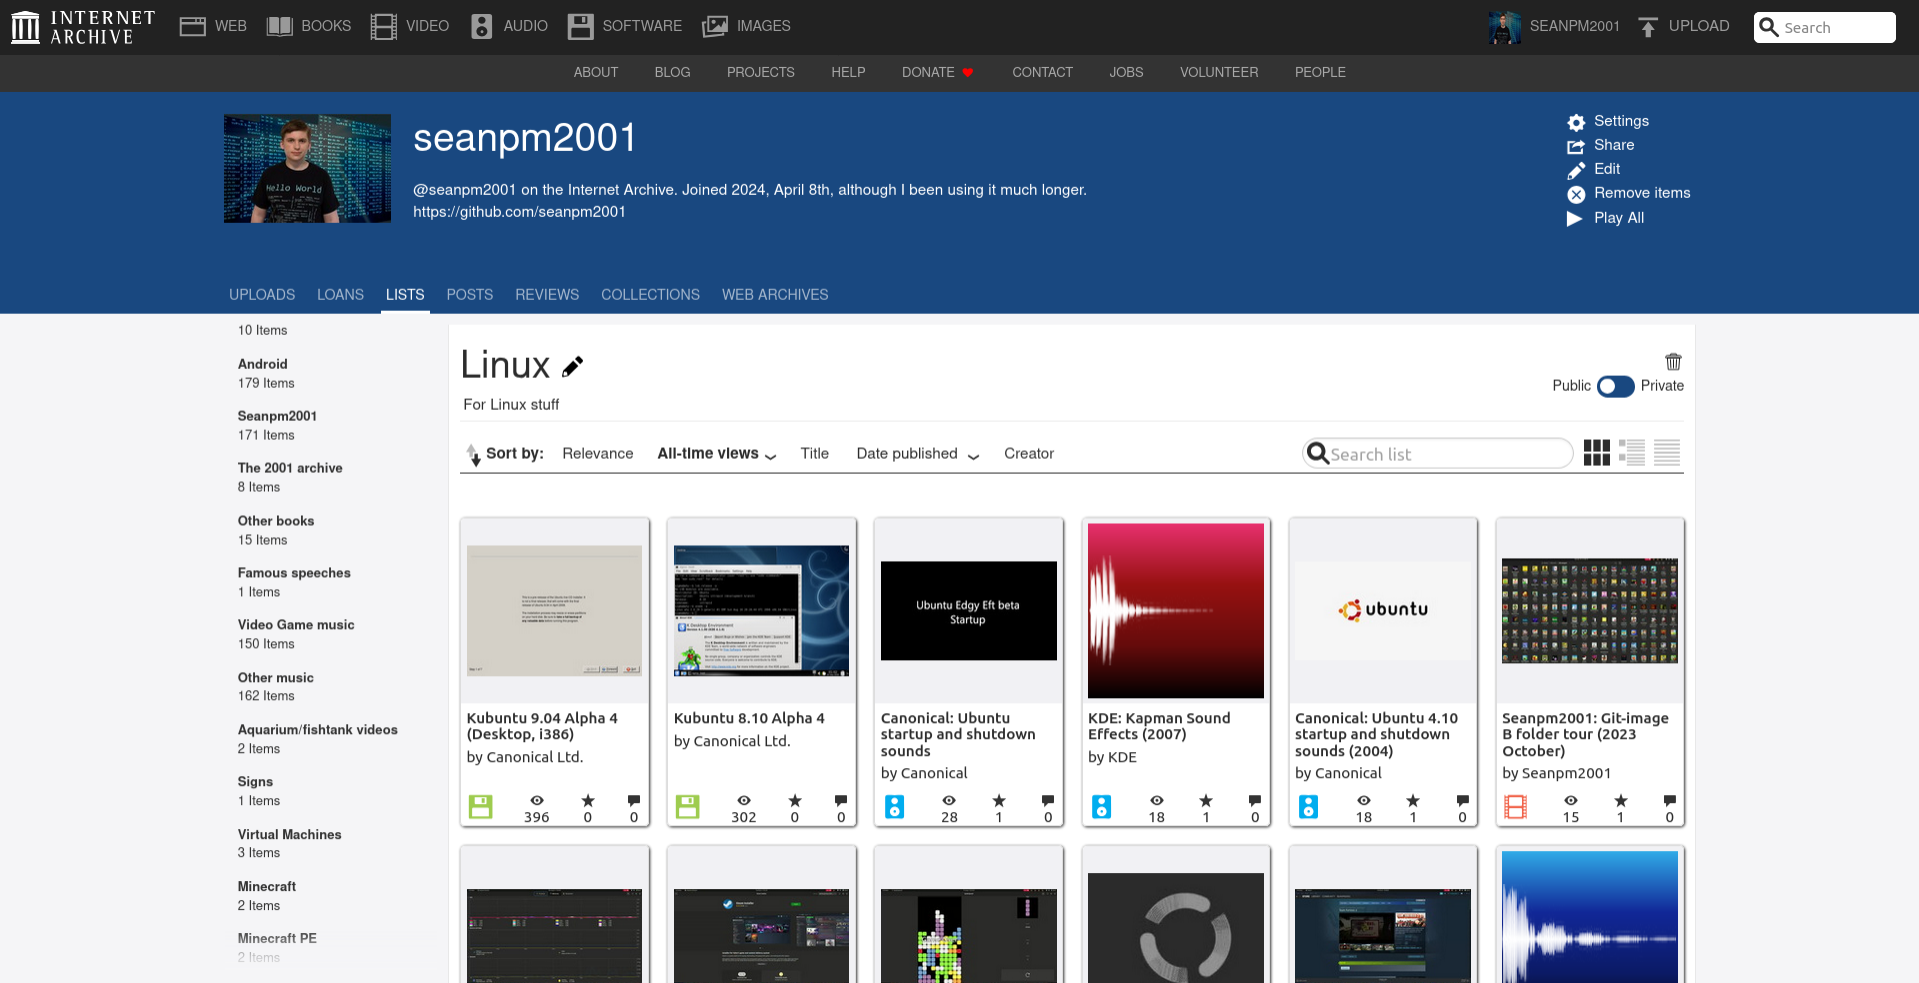 INTERNET
ARCHIVE
WEB BOOKS VIDEO AUDIO SOFTWARE IMAGES
SEANPM2001 UPLOAD Search
ABOUT BLOG PROJECTS HELP DONATE CONTACT JOBS VOLUNTEER PEOPLE
Hello World
seanpm2001
@seanpm2001 on the Internet Archive. Joined 2024, April 8th, although I been using it much longer.
https://github.com/seanpm2001
Settings
Share
Edit
Remove items
Play All
UPLOADS LOANS LISTS POSTS REVIEWS COLLECTIONS WEB ARCHIVES
10 Items
Android
179 Items
Seanpm2001
171 Items
The 2001 archive
8 Items
Other books
15 Items
Famous speeches
1 Items
Video Game music
150 Items
Other music
162 Items
Aquarium/fishtank videos
2 Items
Signs
1 Items
Virtual Machines
3 Items
Minecraft
2 Items
Minecraft PE
2 Items
Linux
For Linux stuff
Public Private
Sort by: Relevance All-time views Title Date published Creator
Search list
Kubuntu 9.04 Alpha 4
(Desktop, i386)
by Canonical Ltd.
396 0 0
K Desktop Environment
Kubuntu 8.10 Alpha 4
by Canonical Ltd.
302 0 0
Ubuntu Edgy Eft beta
Startup
Canonical: Ubuntu
startup and shutdown
sounds
by Canonical
28 1 0
KDE: Kapman Sound
Effects (2007)
by KDE
18 1 0
ubuntu
Canonical: Ubuntu 4.10
startup and shutdown
sounds (2004)
by Canonical
18 1 0
Seanpm2001: Git-image
B folder tour (2023
October)
by Seanpm2001
15 1 0